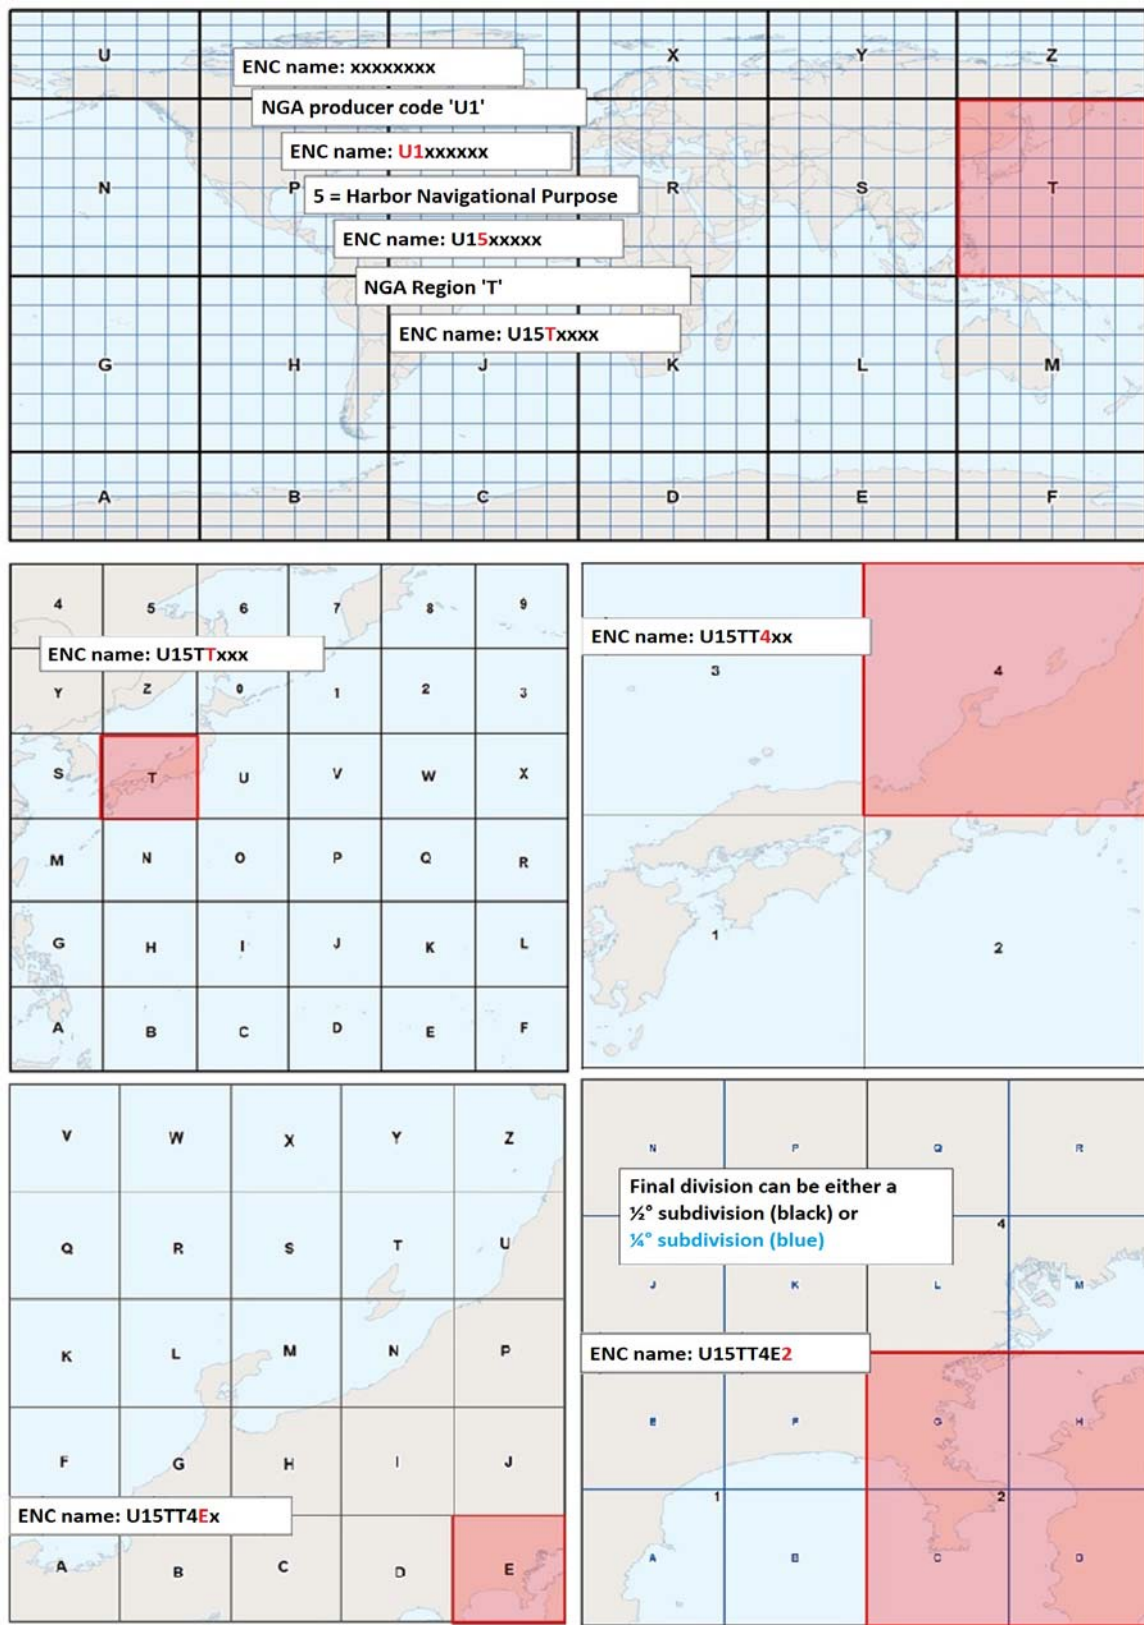 U
X
Y
Z
ENC name: xxxxxxxx
NGA producer code 'U1'
ENC name: U1xxxxxx
N
P
5 = Harbor Navigational Purpose
R
S
T
ENC name: U15xxxxx
NGA Region 'T'
ENC name: U15Txxxx
G
H
J
K
L
M
A
B
C
D
E
F
4
5
6
7
8
9
ENC name: U15TTxxx
Y
Z
0
1
2
3
S
T
U
V
W
X
M
N
O
P
Q
R
G
H
I
J
K
L
A
B
C
D
E
F
ENC name: U15TT4xx
3
4
1
2
V
W
X
Y
Z
Q
R
S
T
U
K
L
M
N
P
F
G
H
I
J
ENC name: U15TT4Ex
A
B
C
D
E
N
P
Q
R
Final division can be either a
½° subdivision (black) or
¼° subdivision (blue)
4
J
K
L
M
ENC name: U15TT4E2
E
F
G
H
1
2
A
B
C
D